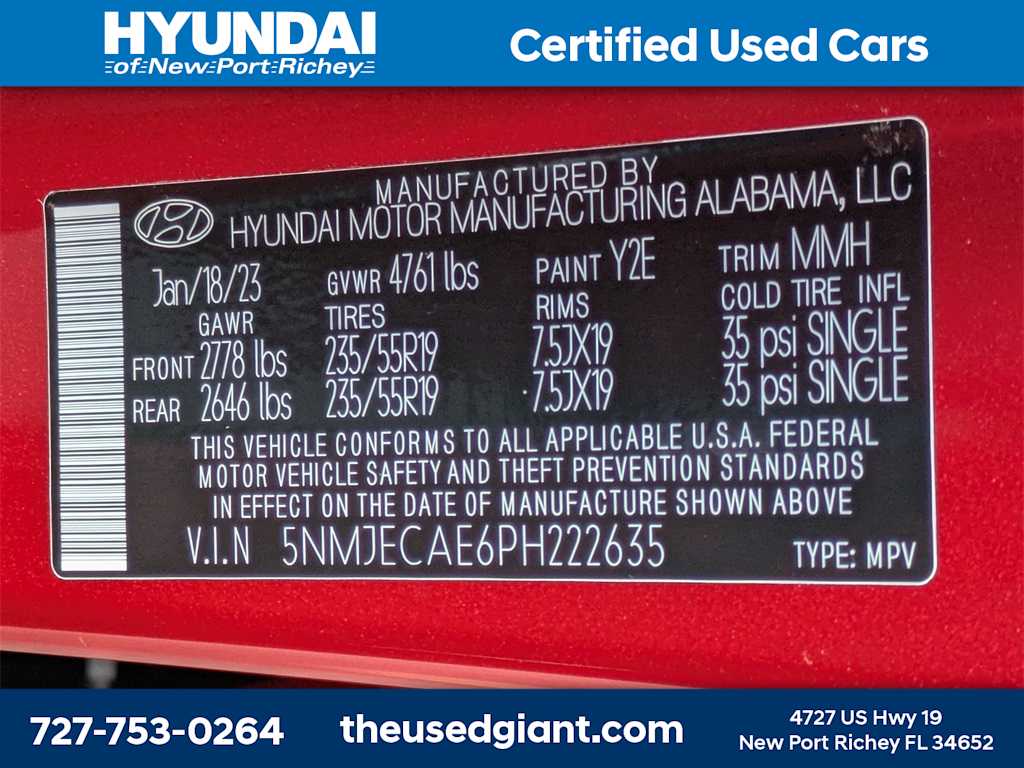 HYUNDAI
of New Port Richey
Certified Used Cars
MANUFACTURED BY
HYUNDAI MOTOR MANUFACTURING ALABAMA, LLC
Jan/18/23 GVWR 4761 lbs PAINT Y2E TRIM MMH
GAWR TIRES RIMS COLD TIRE INFL
FRONT 2778 lbs 235/55R19 7.5JX19 35 psi SINGLE
REAR 2646 lbs 235/55R19 7.5JX19 35 psi SINGLE
THIS VEHICLE CONFORMS TO ALL APPLICABLE U.S.A. FEDERAL
MOTOR VEHICLE SAFETY AND THEFT PREVENTION STANDARDS
IN EFFECT ON THE DATE OF MANUFACTURE SHOWN ABOVE
V.I.N 5NMJECAE6PH222635 TYPE: MPV
727-753-0264
theusedgiant.com
4727 US Hwy 19
New Port Richey FL 34652